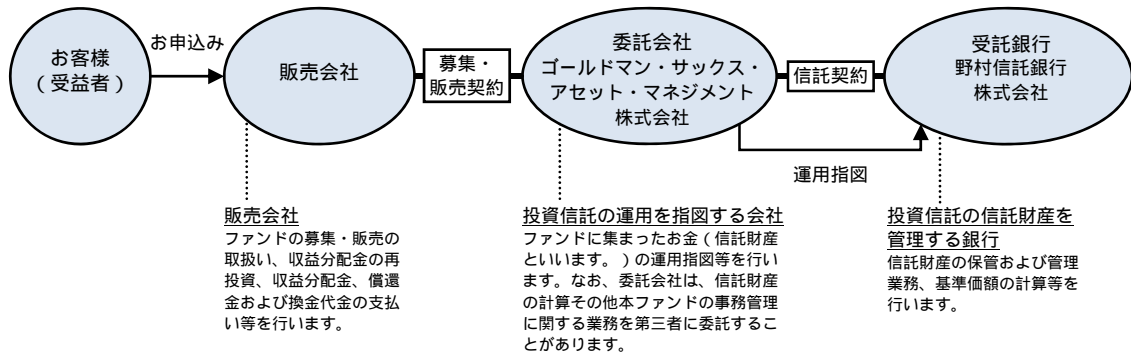 お客様
（受益者）
お申込み
販売会社
募集・
販売契約
委託会社
ゴールドマン・サックス・
アセット・マネジメント
株式会社
信託契約
受託銀行
野村信託銀行
株式会社
運用指図
販売会社
ファンドの募集・販売の
取扱い、収益分配金の再
投資、収益分配金、償還
金および換金代金の支払
い等を行います。
投資信託の運用を指図する会社
ファンドに集まったお金（信託財産
といいます。）の運用指図等を行い
ます。なお、委託会社は、信託財産
の計算その他本ファンドの事務管理
に関する業務を第三者に委託するこ
とがあります。
投資信託の信託財産を
管理する銀行
信託財産の保管および管理
業務、基準価額の計算等を
行います。